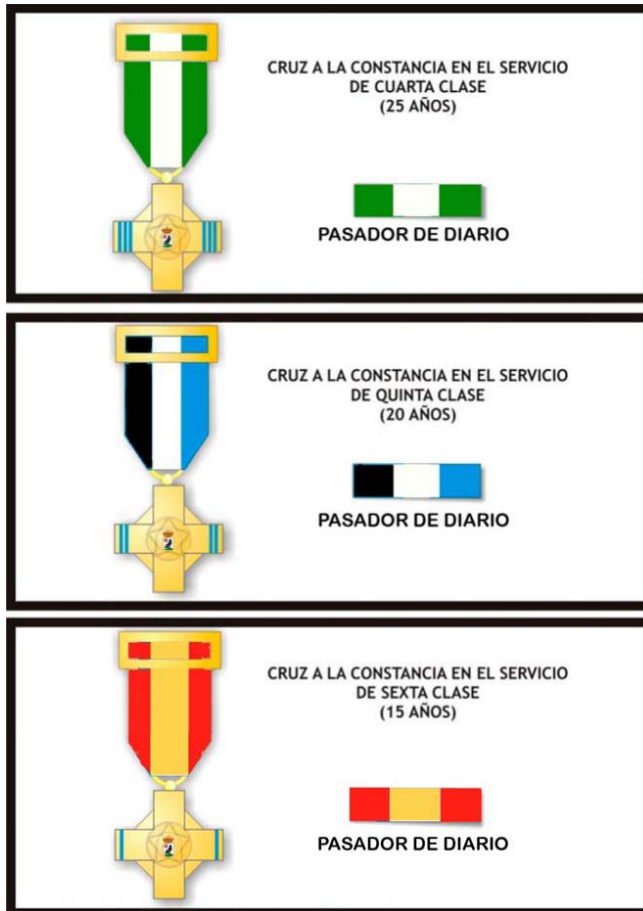 CRUZ A LA CONSTANCIA EN EL SERVICIO
DE CUARTA CLASE
(25 AÑOS)
PASADOR DE DIARIO
CRUZ A LA CONSTANCIA EN EL SERVICIO
DE QUINTA CLASE
(20 AÑOS)
PASADOR DE DIARIO
CRUZ A LA CONSTANCIA EN EL SERVICIO
DE SEXTA CLASE
(15 AÑOS)
PASADOR DE DIARIO